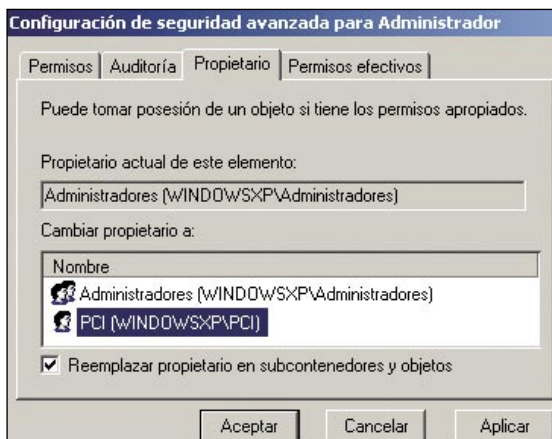 Configuración de seguridad avanzada para Administrador
Permisos Auditoría Propietario Permisos efectivos
Puede tomar posesión de un objeto si tiene los permisos apropiados.
Propietario actual de este elemento:
Administradores (WINDOWSXP\Administradores)
Cambiar propietario a:
Nombre
Administradores (WINDOWSXP\Administradores)
PCI (WINDOWSXP\PCI)
Reemplazar propietario en subcontenedores y objetos
Aceptar Cancelar Aplicar